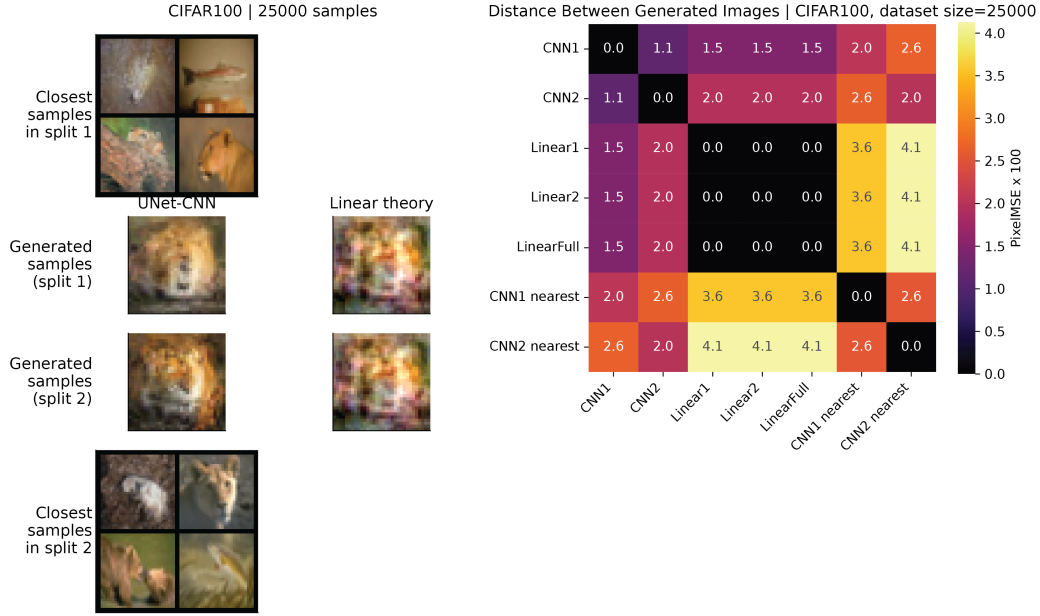 CIFAR100 | 25000 samples
Closest
samples
in split 1
UNet-CNN
Linear theory
Generated
samples
(split 1)
Generated
samples
(split 2)
Closest
samples
in split 2
Distance Between Generated Images | CIFAR100, dataset size=25000
CNN1 0.0 1.1 1.5 1.5 1.5 2.0 2.6
CNN2 1.1 0.0 2.0 2.0 2.0 2.6 2.0
Linear1 1.5 2.0 0.0 0.0 0.0 3.6 4.1
Linear2 1.5 2.0 0.0 0.0 0.0 3.6 4.1
LinearFull 1.5 2.0 0.0 0.0 0.0 3.6 4.1
CNN1 nearest 2.0 2.6 3.6 3.6 3.6 0.0 2.6
CNN2 nearest 2.6 2.0 4.1 4.1 4.1 2.6 0.0
CNN1
CNN2
Linear1
Linear2
LinearFull
CNN1 nearest
CNN2 nearest
4.0
3.5
3.0
2.5
2.0
1.5
1.0
0.5
0.0
PixelMSE x 100